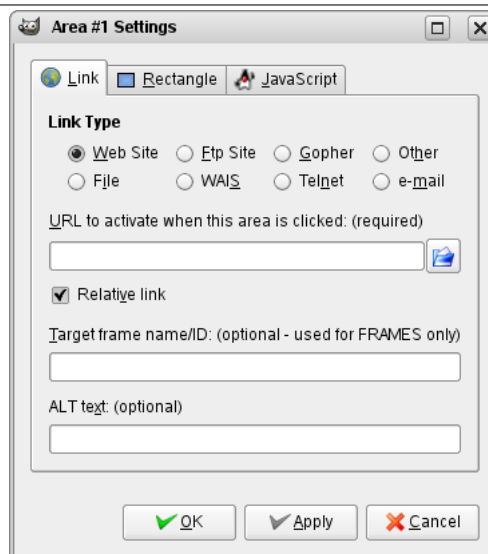 Area #1 Settings
Link Rectangle JavaScript
Link Type
Web Site Ftp Site Gopher Other
File WAIS Telnet e-mail
URL to activate when this area is clicked: (required)
Relative link
Target frame name/ID: (optional - used for FRAMES only)
ALT text: (optional)
OK Apply Cancel